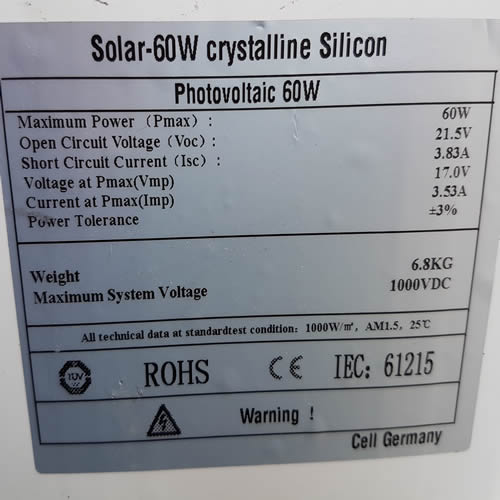 Solar-60W crystalline Silicon
Photovoltaic 60W
Maximum Power (Pmax) : 60W
Open Circuit Voltage (Voc) : 21.5V
Short Circuit Current (Isc) : 3.83A
Voltage at Pmax(Vmp) 17.0V
Current at Pmax(Imp) 3.53A
Power Tolerance ±3%
Weight 6.8KG
Maximum System Voltage 1000VDC
All technical data at standardtest condition: 1000W/㎡, AM1.5, 25℃
TUV ROHS CE IEC: 61215
Warning !
Cell Germany